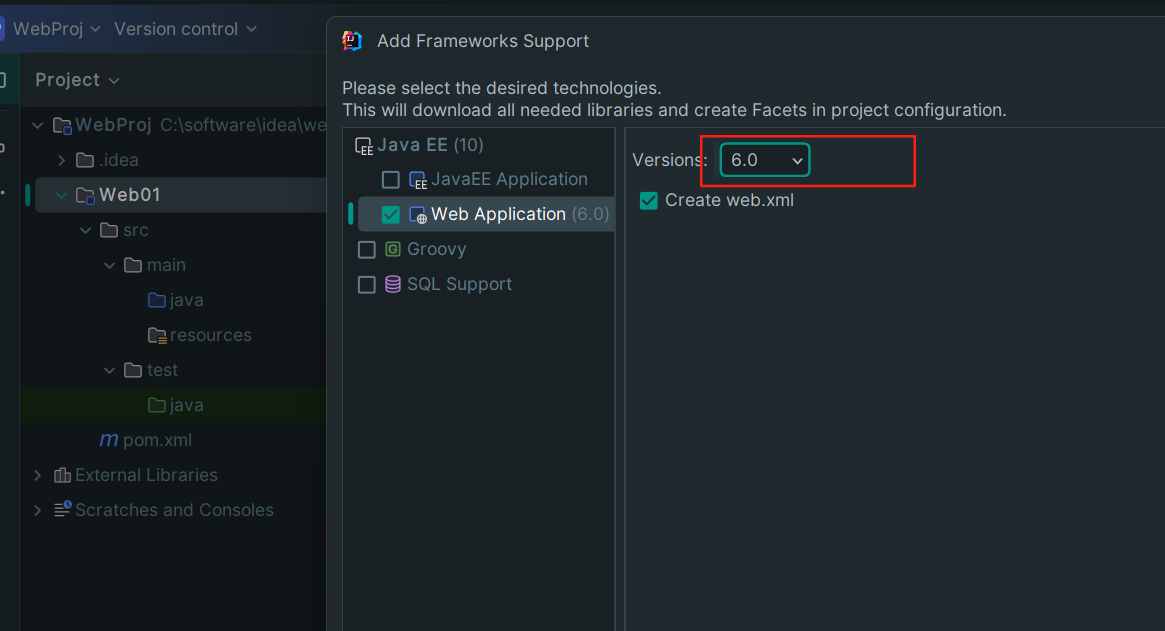 WebProj Version control
Add Frameworks Support
Project
Please select the desired technologies.
This will download all needed libraries and create Facets in project configuration.
WebProj C:\software\idea\we
.idea
Web01
src
main
java
resources
test
java
pom.xml
External Libraries
Scratches and Consoles
Java EE (10)
JavaEE Application
Web Application (6.0)
Groovy
SQL Support
Versions: 6.0
Create web.xml